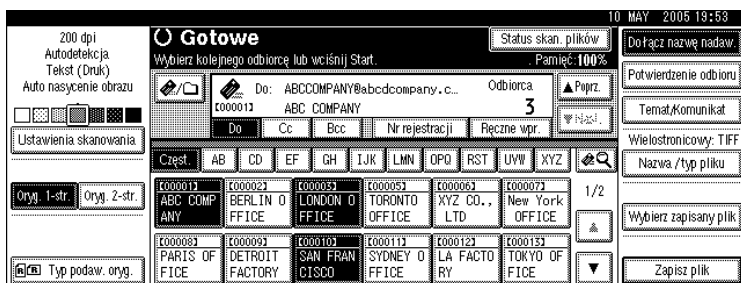 10 MAY 2005 19:53
200 dpi
Autodetekcja
Tekst (Druk)
Auto nasycenie obrazu
Ustawienia skanowania
Oryg. 1-str. Oryg. 2-str.
Typ podaw. oryg.
Gotowe
Status skan. plików
Wybierz kolejnego odbiorcę lub wciśnij Start.
Pamięć:100%
Do: ABCCOMPANY@abcdcompany.c...
Odbiorca
[00001]
ABC COMPANY
3
▲Poprz.
▼Nast.
Do Cc Bcc Nr rejestracji Ręczne wpr.
Częst. AB CD EF GH IJK LMN OPQ RST UVW XYZ
[00001] [00002] [00003] [00005] [00006] [00007]
ABC COMP BERLIN O LONDON O TORONTO XYZ CO., New York
ANY FFICE FFICE OFFICE LTD OFFICE
1/2
[00008] [00009] [00010] [00011] [00012] [00013]
PARIS OF DETROIT SAN FRAN SYDNEY O LA FACTO TOKYO OF
FICE FACTORY CISCO FFICE RY FICE
Dołącz nazwę nadaw.
Potwierdzenie odbioru
Temat/Komunikat
Wielostronicowy: TIFF
Nazwa /typ pliku
Wybierz zapisany plik
Zapisz plik